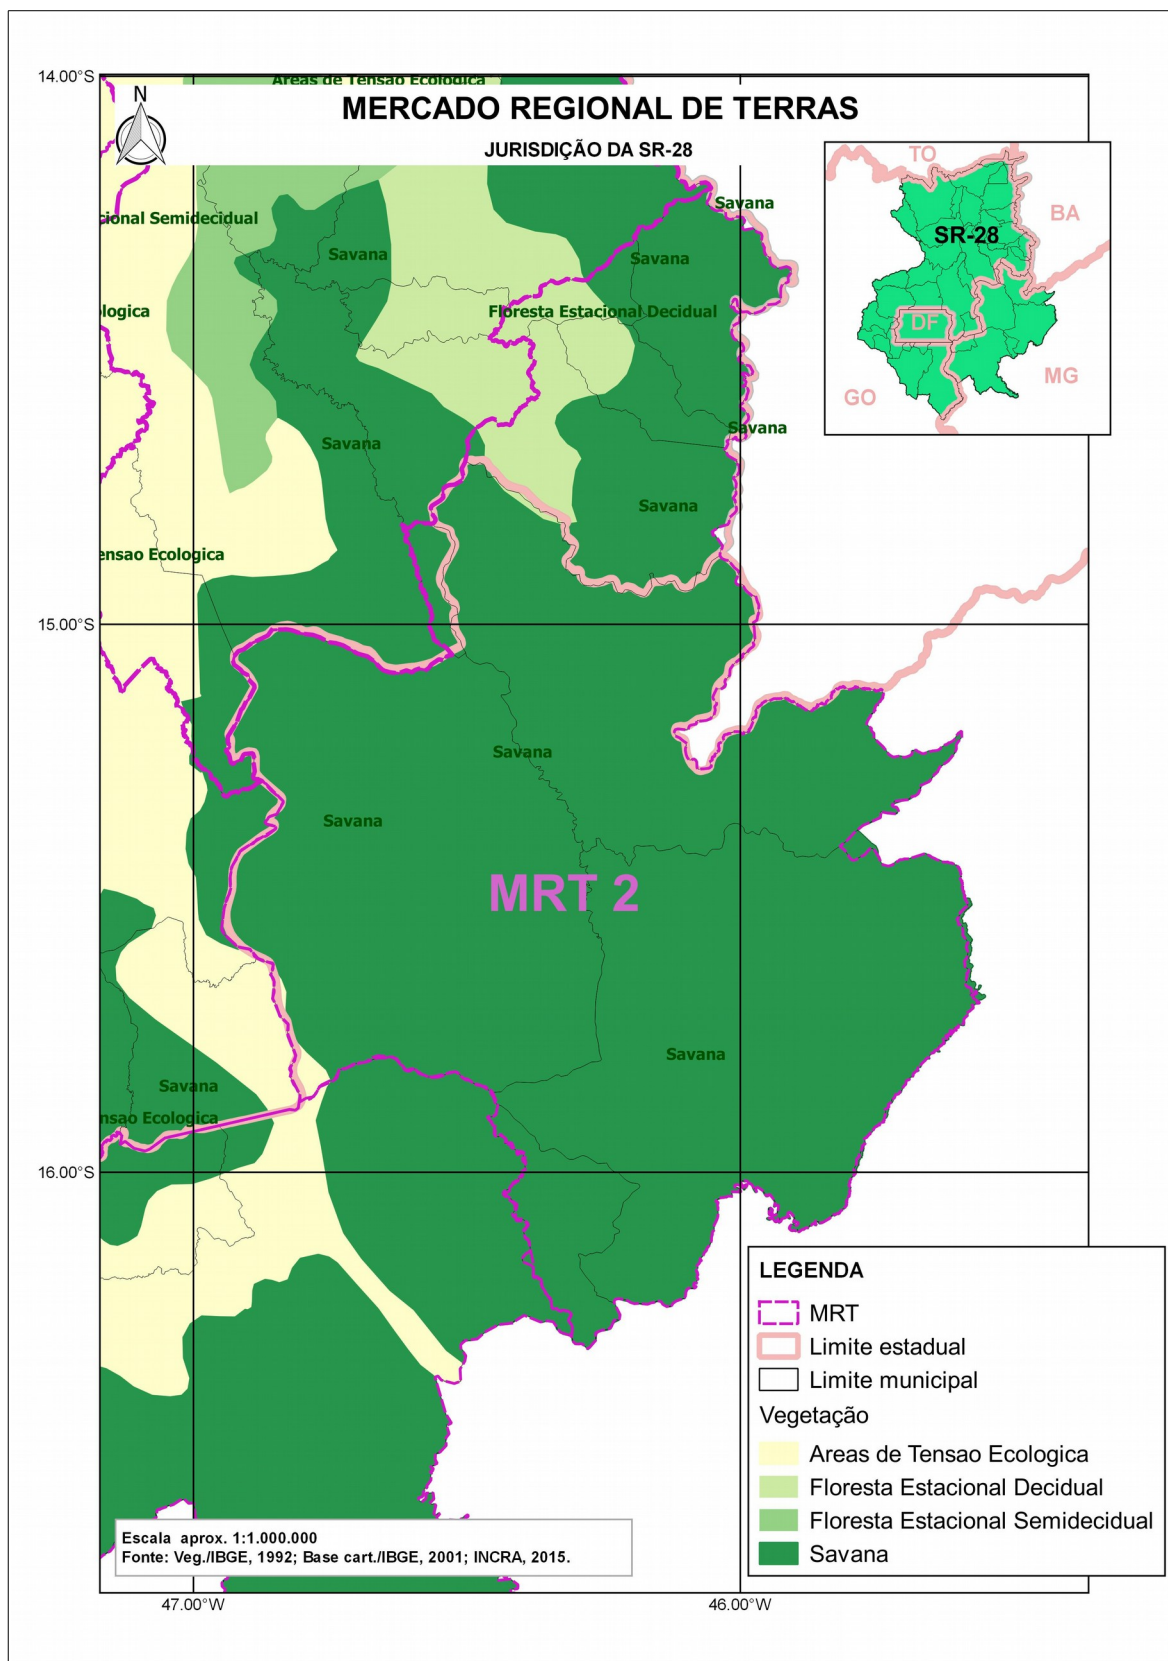 14.00°S
Areas de Tensao Ecologica
N
MERCADO REGIONAL DE TERRAS
JURISDIÇÃO DA SR-28
TO
BA
SR-28
DF
MG
GO
Savana
cional Semidecidual
Savana
Savana
ologica
Floresta Estacional Decidual
Savana
Savana
Savana
ensao Ecologica
15.00°S
Savana
Savana
MRT 2
Savana
Savana
nsao Ecologica
16.00°S
LEGENDA
MRT
Limite estadual
Limite municipal
Vegetação
Areas de Tensao Ecologica
Floresta Estacional Decidual
Floresta Estacional Semidecidual
Savana
Escala aprox. 1:1.000.000
Fonte: Veg./IBGE, 1992; Base cart./IBGE, 2001; INCRA, 2015.
47.00°W
46.00°W